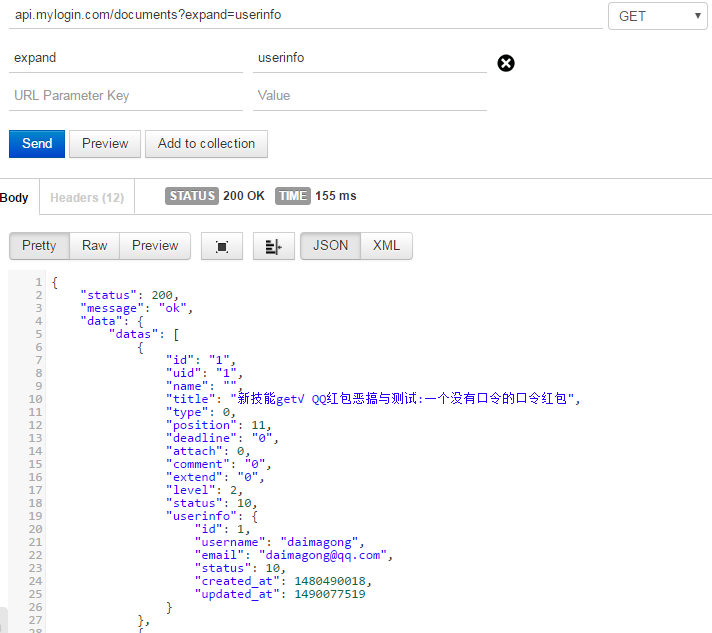 api.mylogin.com/documents?expand=userinfo
GET
expand userinfo
URL Parameter Key Value
Send Preview Add to collection
Body Headers (12) STATUS 200 OK TIME 155 ms
Pretty Raw Preview JSON XML
1 {
2 "status": 200,
3 "message": "ok",
4 "data": {
5 "datas": [
6 {
7 "id": "1",
8 "uid": "1",
9 "name": "",
10 "title": "新技能get√ QQ红包恶搞与测试:一个没有口令的口令红包",
11 "type": 0,
12 "position": 11,
13 "deadline": "0",
14 "attach": 0,
15 "comment": "0",
16 "extend": "0",
17 "level": 2,
18 "status": 10,
19 "userinfo": {
20 "id": 1,
21 "username": "daimagong",
22 "email": "daimagong@qq.com",
23 "status": 10,
24 "created_at": 1480490018,
25 "updated_at": 1490077519
26 }
27 },
28 {